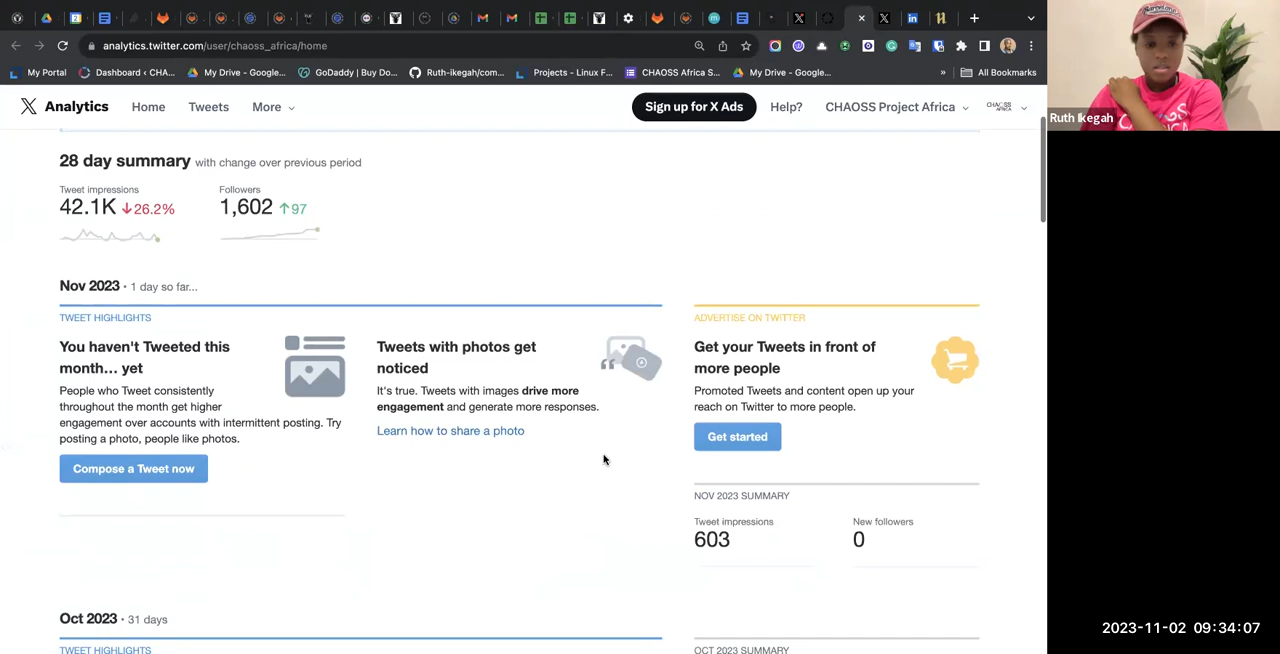 analytics.twitter.com/user/chaoss_africa/home
My Portal
Dashboard ‹ CHA...
My Drive - Google...
GoDaddy | Buy Do...
Ruth-ikegah/com...
Projects - Linux F...
CHAOSS Africa S...
My Drive - Google...
»
All Bookmarks
X Analytics
Home
Tweets
More
Sign up for X Ads
Help?
CHAOSS Project Africa
CHAOSS
AFRICA
Ruth Ikegah
28 day summary with change over previous period
Tweet impressions
42.1K ↓26.2%
Followers
1,602 ↑97
Nov 2023 • 1 day so far...
TWEET HIGHLIGHTS
You haven't Tweeted this
month... yet
People who Tweet consistently
throughout the month get higher
engagement over accounts with intermittent posting. Try
posting a photo, people like photos.
Compose a Tweet now
Tweets with photos get
noticed
It's true. Tweets with images drive more
engagement and generate more responses.
Learn how to share a photo
ADVERTISE ON TWITTER
Get your Tweets in front of
more people
Promoted Tweets and content open up your
reach on Twitter to more people.
Get started
NOV 2023 SUMMARY
Tweet impressions
603
New followers
0
Oct 2023 • 31 days
TWEET HIGHLIGHTS
OCT 2023 SUMMARY
2023-11-02 09:34:07